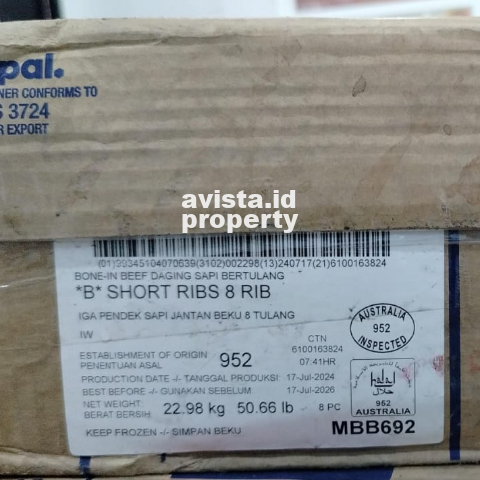 pal.
NER CONFORMS TO
S 3724
R EXPORT
avista.id
property
(01)39345104070639(3102)002298(13)240717(21)6100163824
BONE-IN BEEF DAGING SAPI BERTULANG
*B* SHORT RIBS 8 RIB
IGA PENDEK SAPI JANTAN BEKU 8 TULANG
IW
CTN
6100163824
07:41HR
ESTABLISHMENT OF ORIGIN
PENENTUAN ASAL
952
PRODUCTION DATE -/- TANGGAL PRODUKSI: 17-Jul-2024
BEST BEFORE -/- GUNAKAN SEBELUM: 17-Jul-2026
NET WEIGHT:
BERAT BERSIH:
22.98 kg 50.66 lb 8 PC
KEEP FROZEN -/- SIMPAN BEKU
AUSTRALIA
952
INSPECTED
halal
حلال
952
AUSTRALIA
MBB692